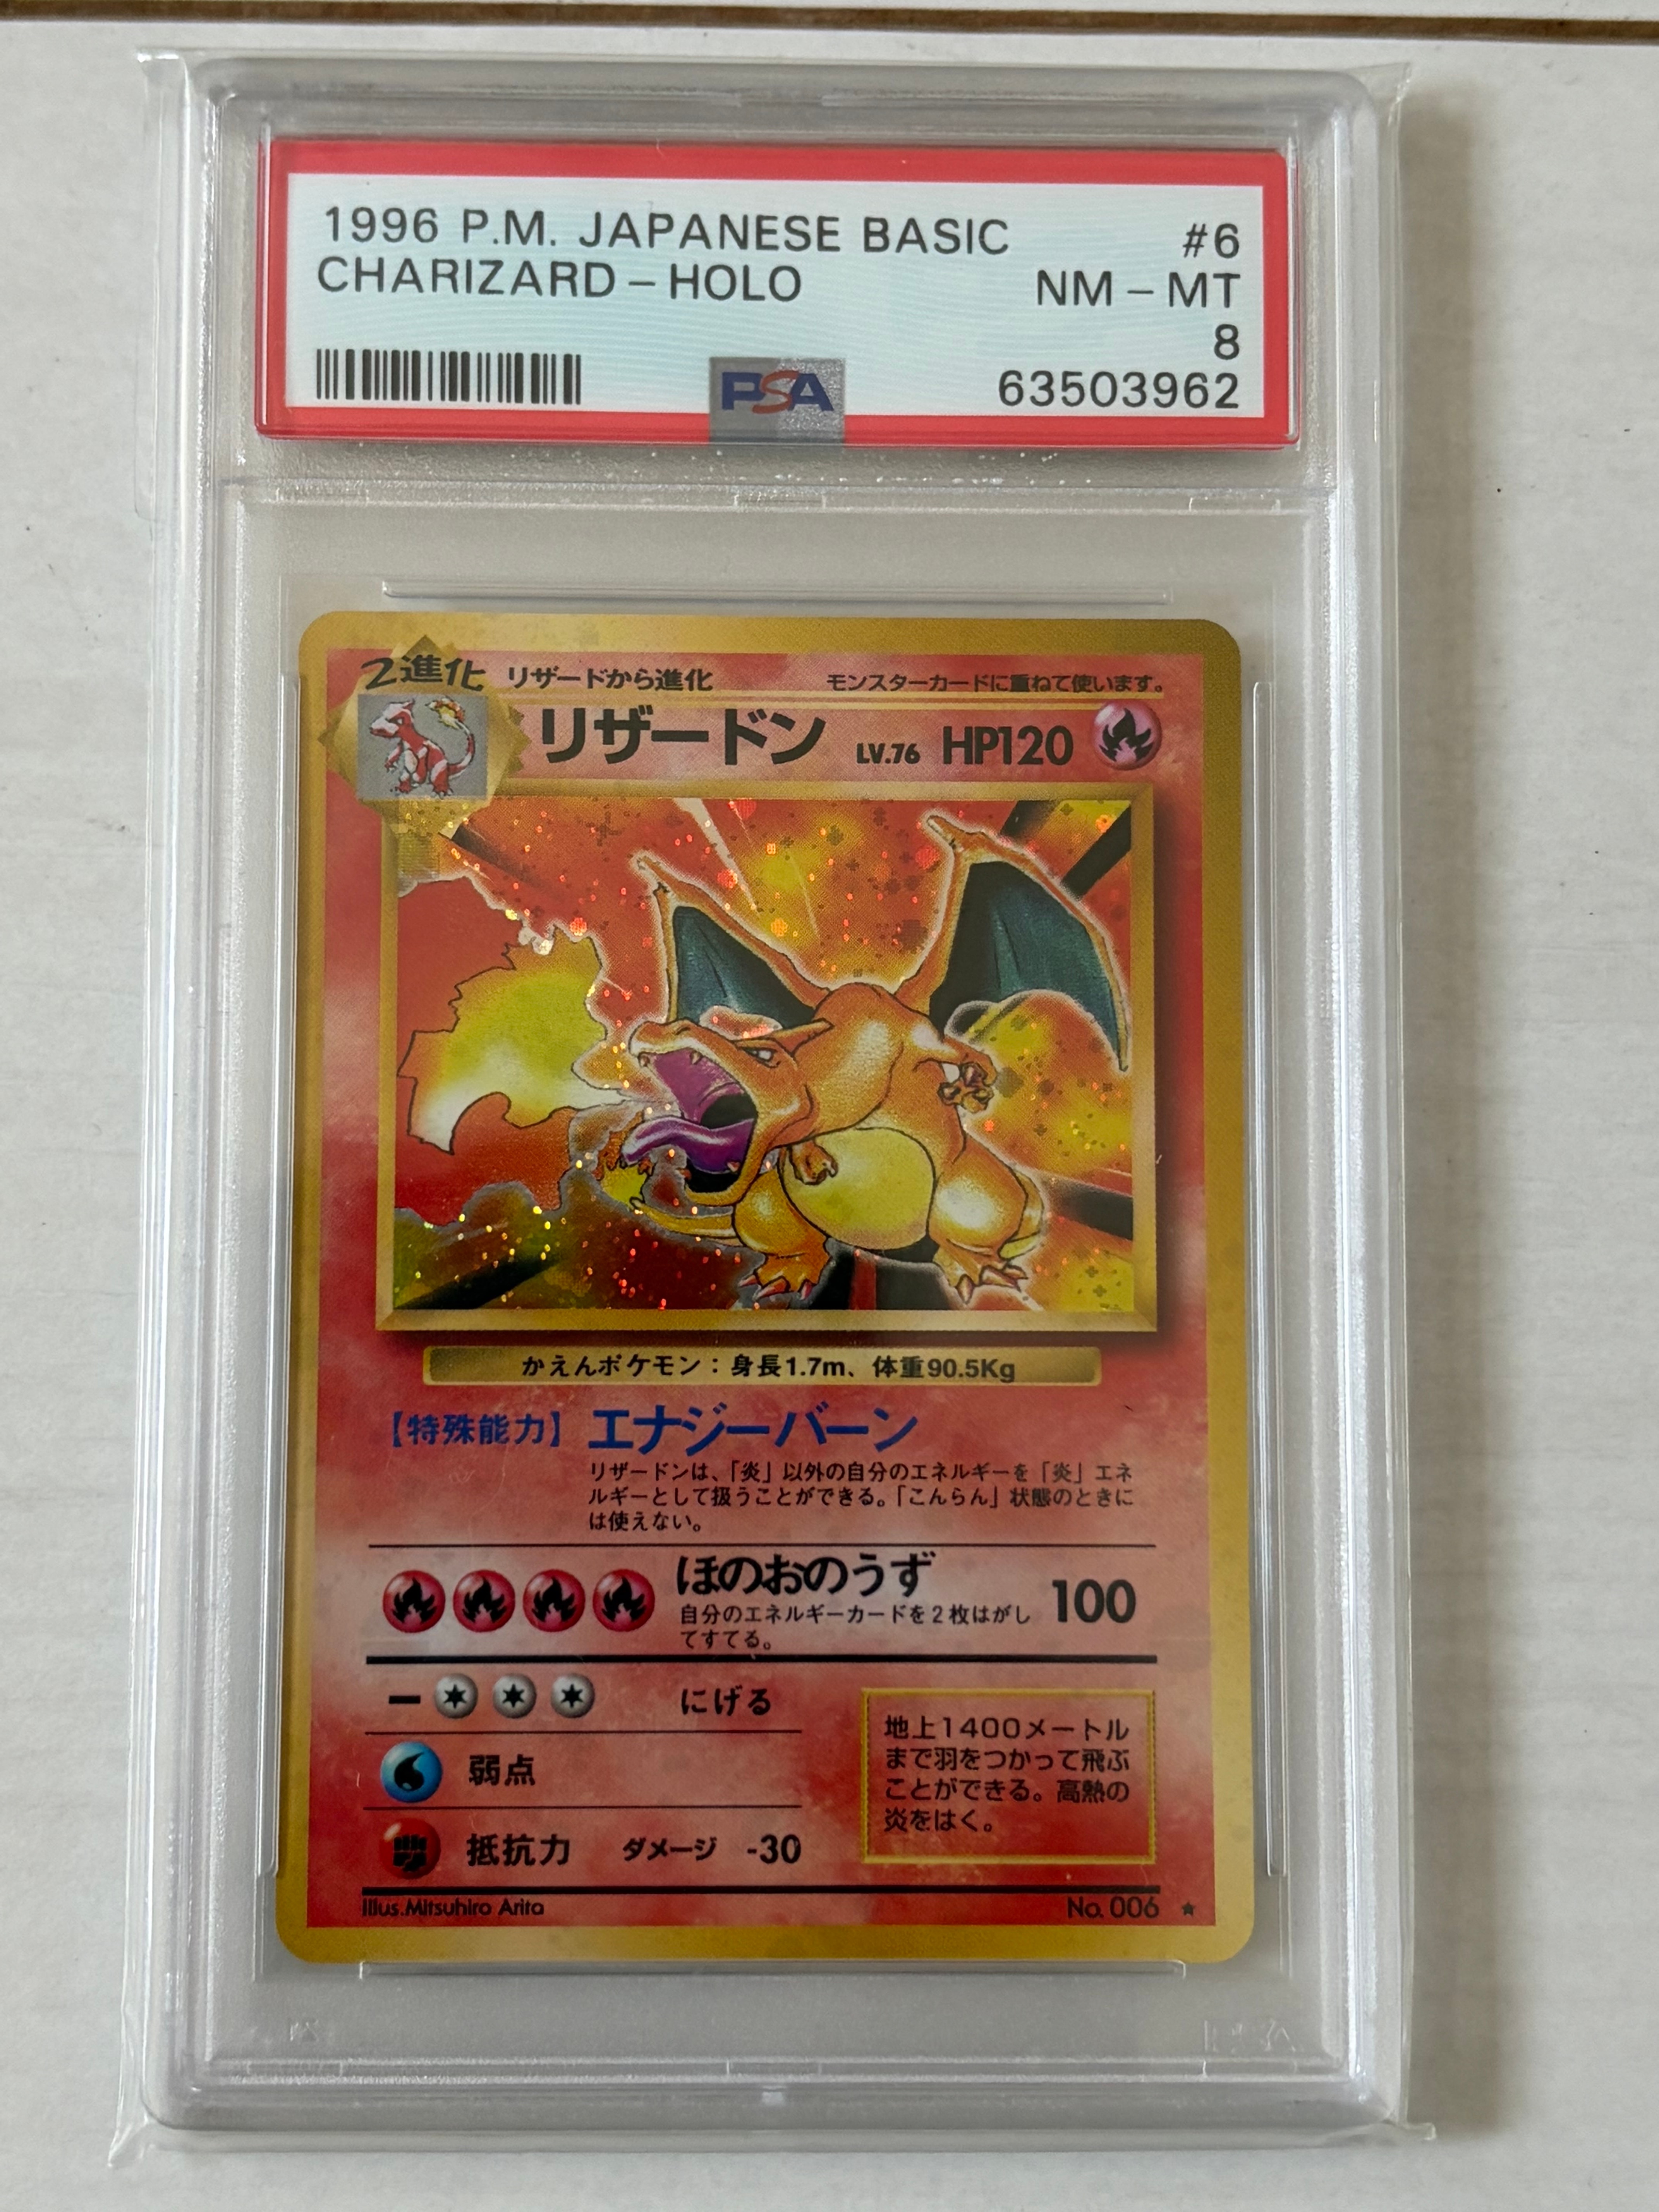 1996 P.M. JAPANESE BASIC #6
CHARIZARD - HOLO NM - MT
8
PSA 63503962
2進化 リザードから進化 モンスターカードに重ねて使います。
リザードン LV.76 HP120
かえんポケモン：身長1.7m、体重90.5Kg
【特殊能力】エナジーバーン
リザードンは、「炎」以外の自分のエネルギーを「炎」エネ
ルギーとして扱うことができる。「こんらん」状態のときに
は使えない。
ほのおのうず 100
自分のエネルギーカードを2枚はがし
てすてる。
にげる
弱点
抵抗力 ダメージ -30
地上1400メートル
まで羽をつかって飛ぶ
ことができる。高熱の
炎をはく。
Illus.Mitsuhiro Arita No. 006 ★